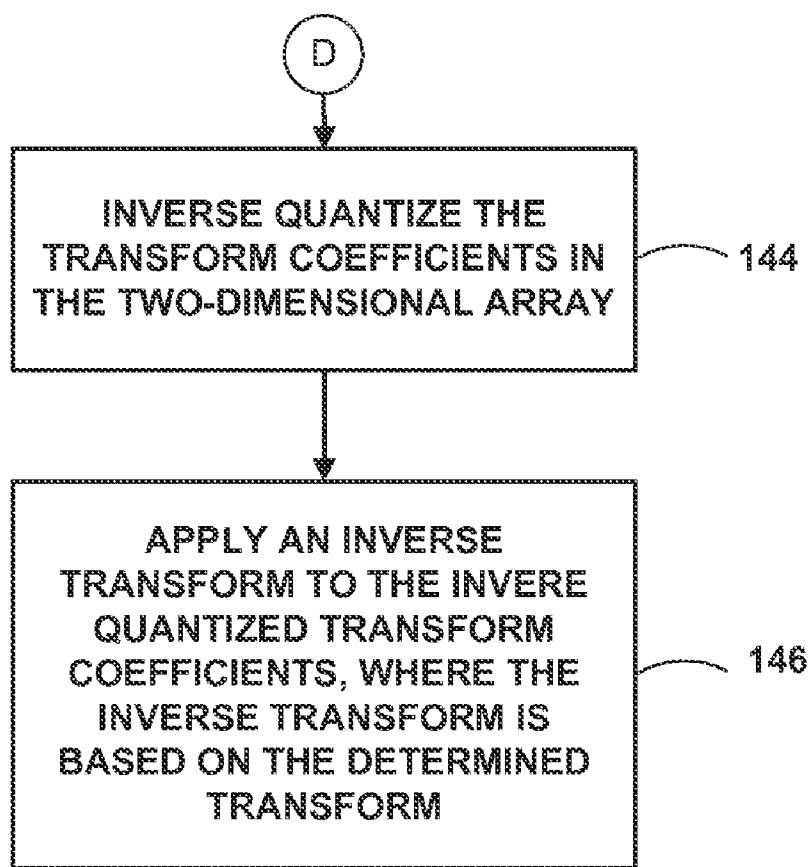 D
INVERSE QUANTIZE THE
TRANSFORM COEFFICIENTS IN
THE TWO-DIMENSIONAL ARRAY
144
APPLY AN INVERSE
TRANSFORM TO THE INVERE
QUANTIZED TRANSFORM
COEFFICIENTS, WHERE THE
INVERSE TRANSFORM IS
BASED ON THE DETERMINED
TRANSFORM
146